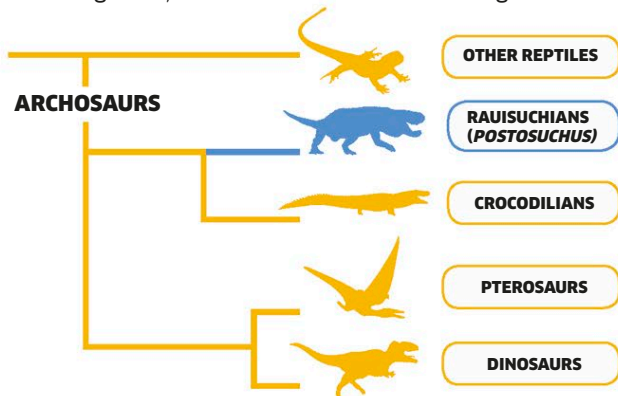 OTHER REPTILES
ARCHOSAURS
RAUISUCHIANS
(POSTOSUCHUS)
CROCODILIANS
PTEROSAURS
DINOSAURS